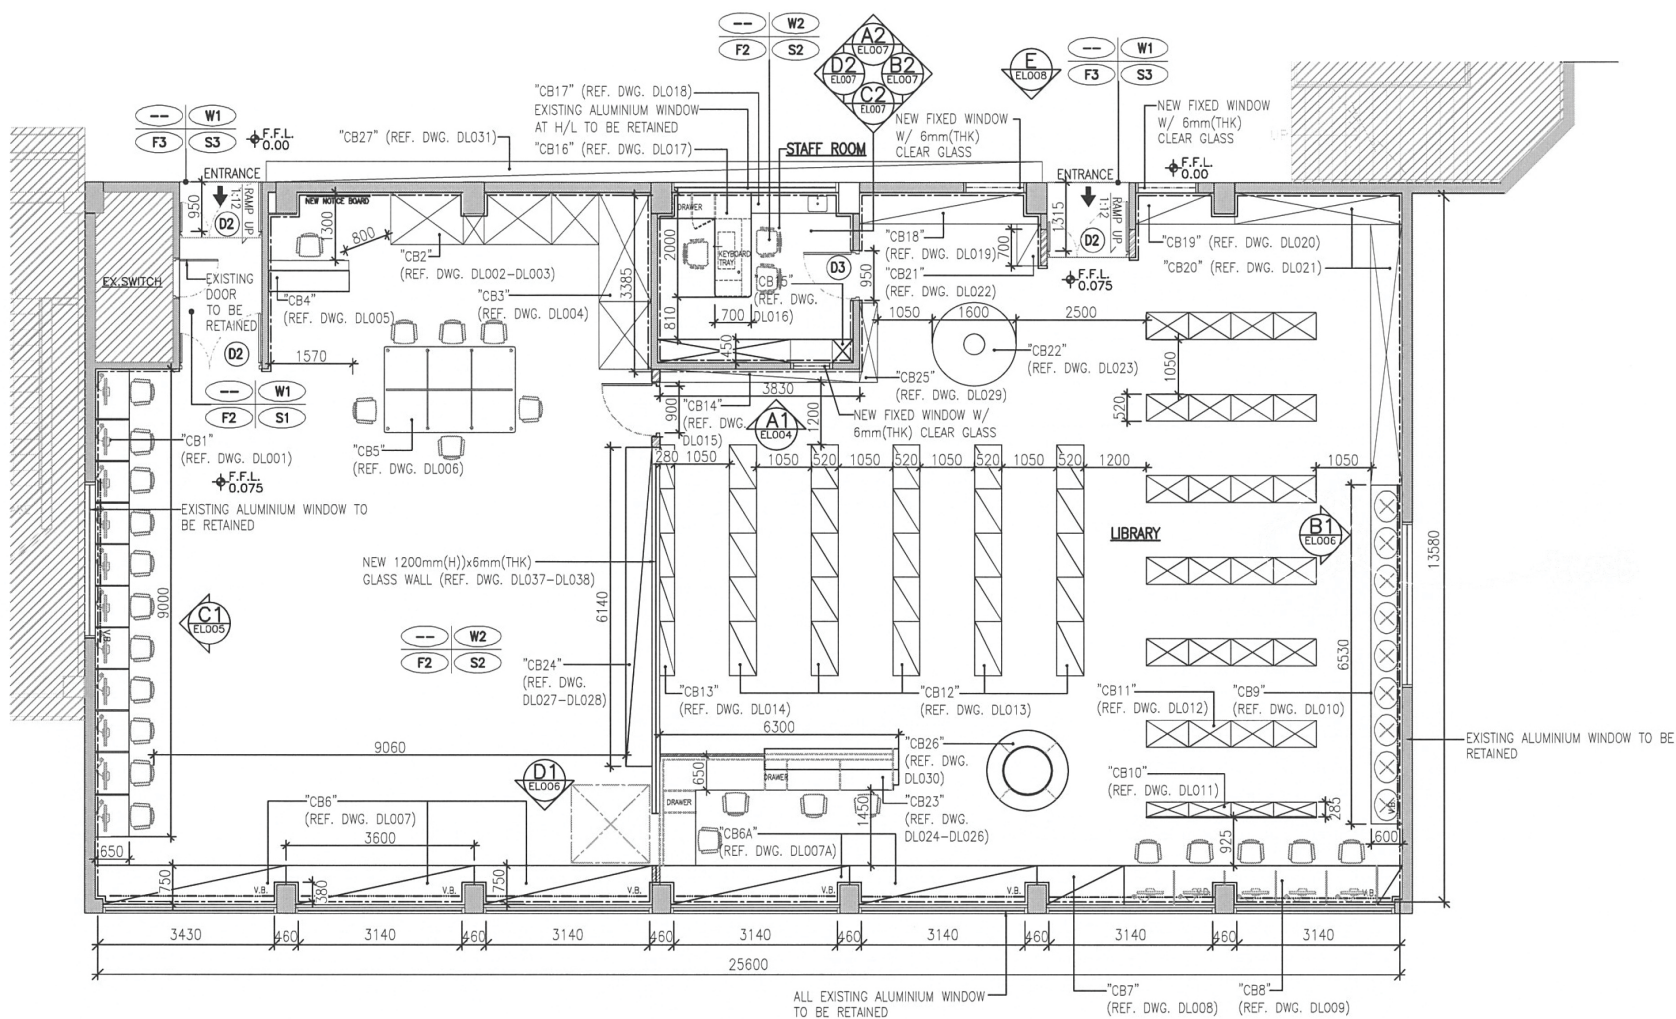 -- W2
F2 S2
A2
EL007
D2
EL007
B2
EL007
C2
EL007
E
EL008
-- W1
F3 S3
"CB17" (REF. DWG. DL018)
EXISTING ALUMINIUM WINDOW
AT H/L TO BE RETAINED
"CB16" (REF. DWG. DL017)
NEW FIXED WINDOW
W/ 6mm(THK)
CLEAR GLASS
NEW FIXED WINDOW
W/ 6mm(THK)
CLEAR GLASS
-- W1
F3 S3
F.F.L.
0.00
"CB27" (REF. DWG. DL031)
STAFF ROOM
F.F.L.
0.00
ENTRANCE
ENTRANCE
950
D2
RAMP UP
1:12
NEW NOTICE BOARD
1300
800
"CB2"
(REF. DWG. DL002-DL003)
DRAWER
2000
KEYBOARD
TRAY
"CB15"
(REF. DWG.
DL016)
D3
950
"CB18"
(REF. DWG. DL019)
"CB21"
(REF. DWG. DL022)
700
1315
D2
RAMP UP
1:12
"CB19" (REF. DWG. DL020)
"CB20" (REF. DWG. DL021)
F.F.L.
0.075
EX.SWITCH
EXISTING
DOOR
TO BE
RETAINED
"CB4"
(REF. DWG. DL005)
"CB3"
(REF. DWG. DL004)
3385
810
700
450
1050
1600
2500
D2
1570
"CB22"
(REF. DWG. DL023)
1050
-- W1
F2 S1
"CB25"
(REF. DWG. DL029)
3830
900
"CB14"
(REF. DWG.
DL015)
A1
EL004
1200
NEW FIXED WINDOW W/
6mm(THK) CLEAR GLASS
520
"CB1"
(REF. DWG. DL001)
"CB5"
(REF. DWG. DL006)
F.F.L.
0.075
280 1050 1050 520 1050 520 1050 520 1050 520 1200 1050
EXISTING ALUMINIUM WINDOW TO
BE RETAINED
LIBRARY
B1
EL006
13580
NEW 1200mm(H))x6mm(THK)
GLASS WALL (REF. DWG. DL037-DL038)
9000
C1
EL005
6140
-- W2
F2 S2
V.B.
"CB24"
(REF. DWG.
DL027-DL028)
6530
"CB13"
(REF. DWG. DL014)
"CB12"
(REF. DWG. DL013)
"CB11"
(REF. DWG. DL012)
"CB9"
(REF. DWG. DL010)
6300
9060
"CB26"
(REF. DWG.
DL030)
EXISTING ALUMINIUM WINDOW TO BE
RETAINED
D1
EL006
650
DRAWER
DRAWER
"CB10"
(REF. DWG. DL011)
"CB6"
(REF. DWG. DL007)
1450
"CB23"
(REF. DWG.
DL024-DL026)
285
V.B.
3600
"CB6A"
(REF. DWG. DL007A)
925
600
650
750
380
750
V.B. V.B. V.B. V.B. V.B. V.B. V.B.
3430 460 3140 460 3140 460 3140 460 3140 460 3140 460 3140
25600
ALL EXISTING ALUMINIUM WINDOW
TO BE RETAINED
"CB7"
(REF. DWG. DL008)
"CB8"
(REF. DWG. DL009)